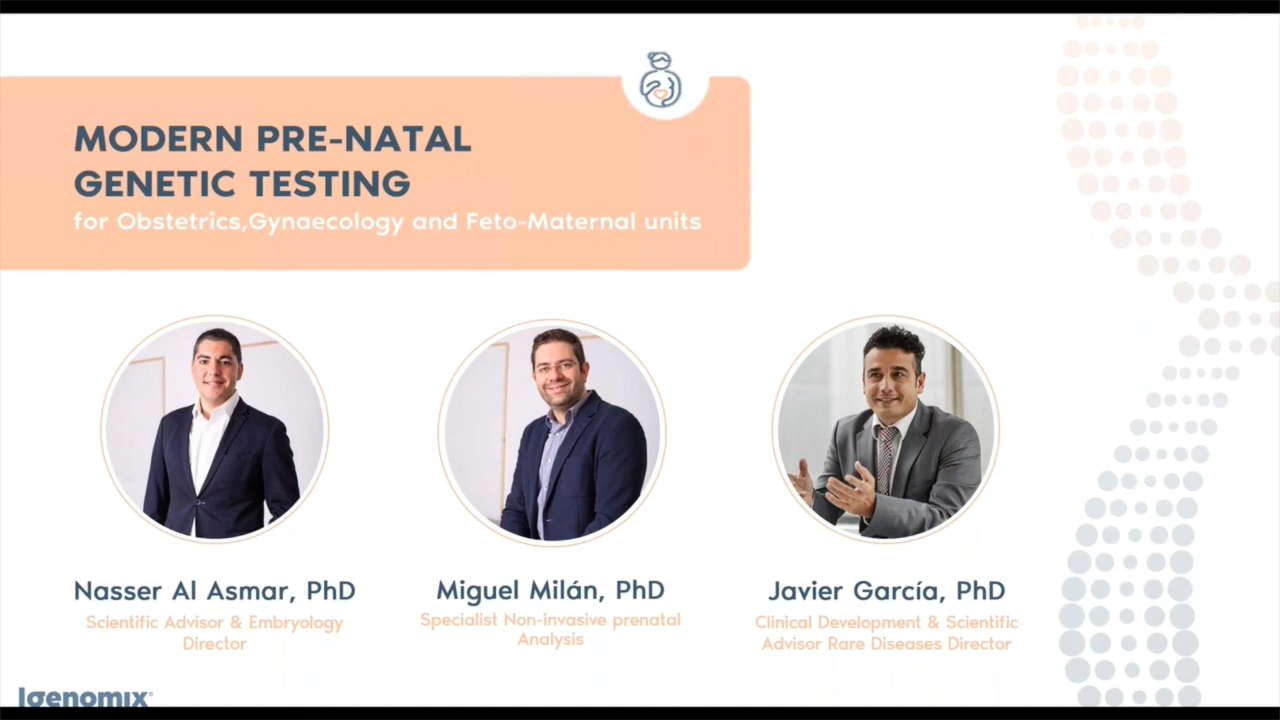 MODERN PRE-NATAL
GENETIC TESTING
for Obstetrics,Gynaecology and Feto-Maternal units
Nasser Al Asmar, PhD
Scientific Advisor & Embryology
Director
Miguel Milán, PhD
Specialist Non-invasive prenatal
Analysis
Javier García, PhD
Clinical Development & Scientific
Advisor Rare Diseases Director
Igenomix®